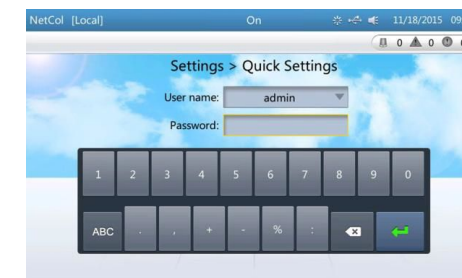 NetCol [Local] On 11/18/2015 09
0 0
Settings > Quick Settings
User name: admin
Password:
1 2 3 4 5 6 7 8 9 0
ABC . , + - % :